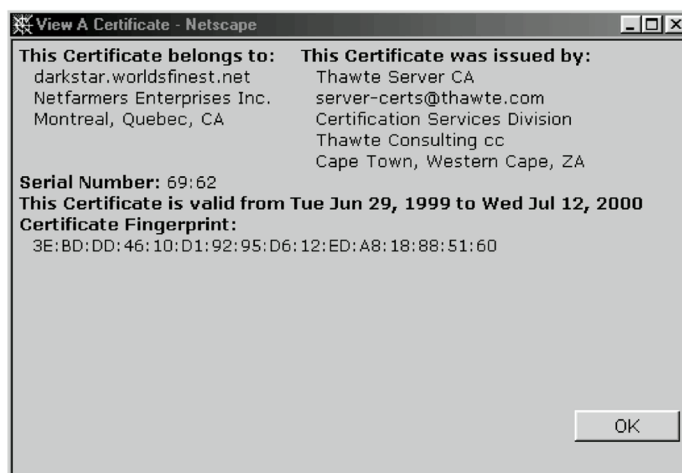 View A Certificate - Netscape
This Certificate belongs to:
darkstar.worldsfinest.net
Netfarmers Enterprises Inc.
Montreal, Quebec, CA
This Certificate was issued by:
Thawte Server CA
server-certs@thawte.com
Certification Services Division
Thawte Consulting cc
Cape Town, Western Cape, ZA
Serial Number: 69:62
This Certificate is valid from Tue Jun 29, 1999 to Wed Jul 12, 2000
Certificate Fingerprint:
3E:BD:DD:46:10:D1:92:95:D6:12:ED:A8:18:88:51:60
OK